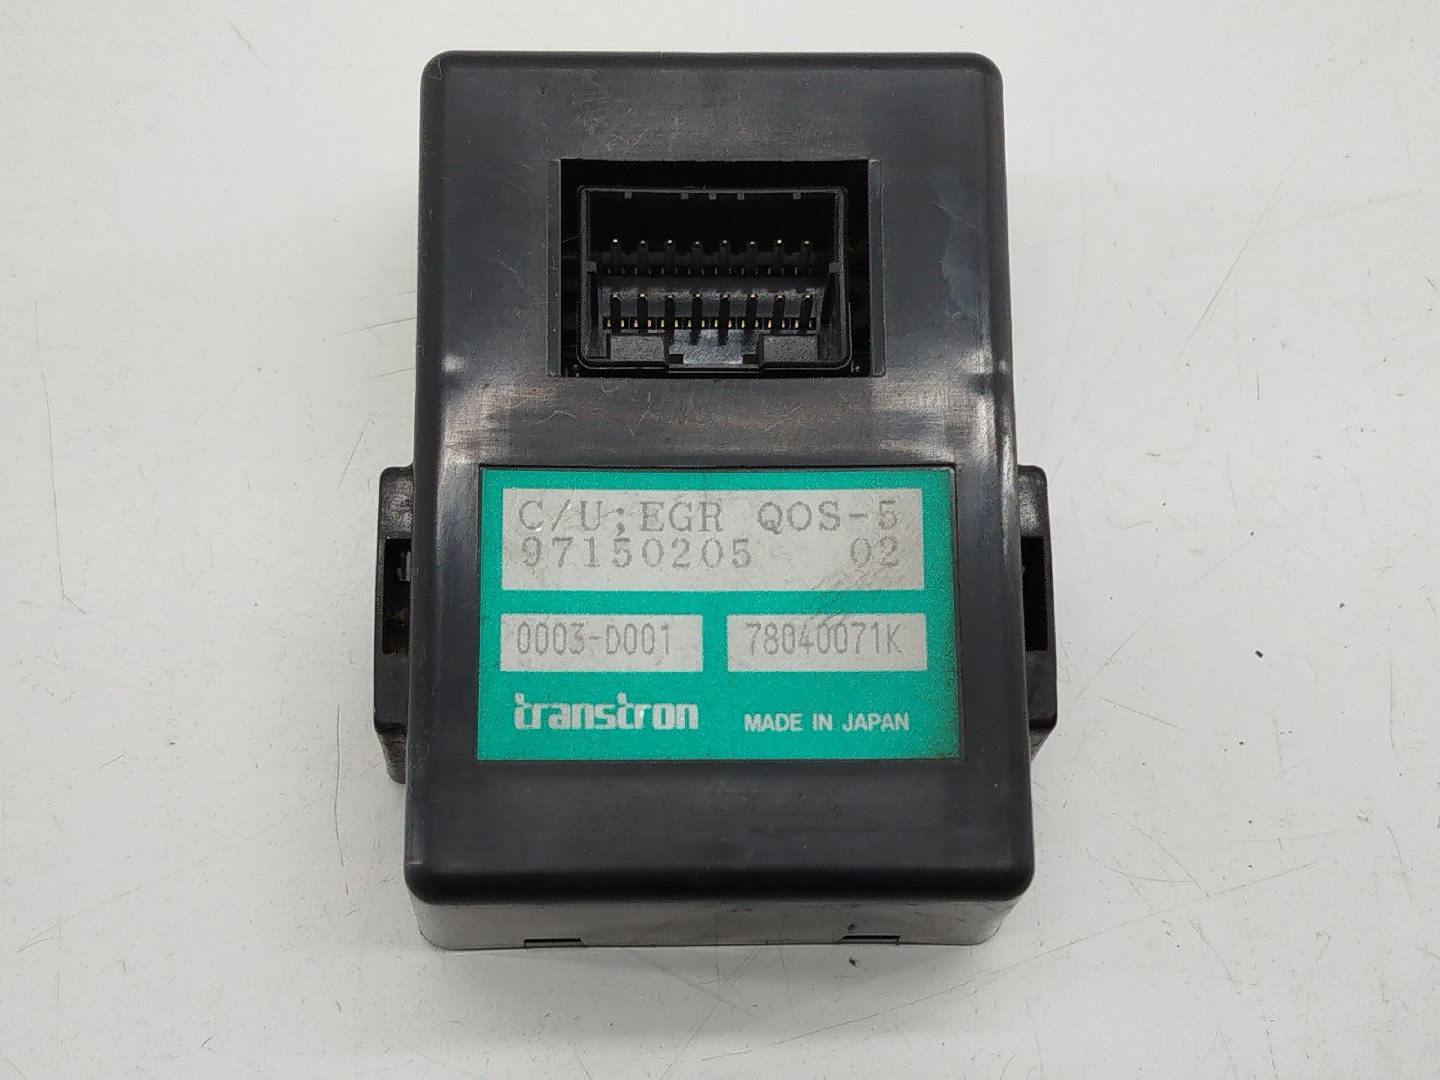 C/U;EGR QOS-5
97150205 02
0003-D001 78040071K
transtron MADE IN JAPAN